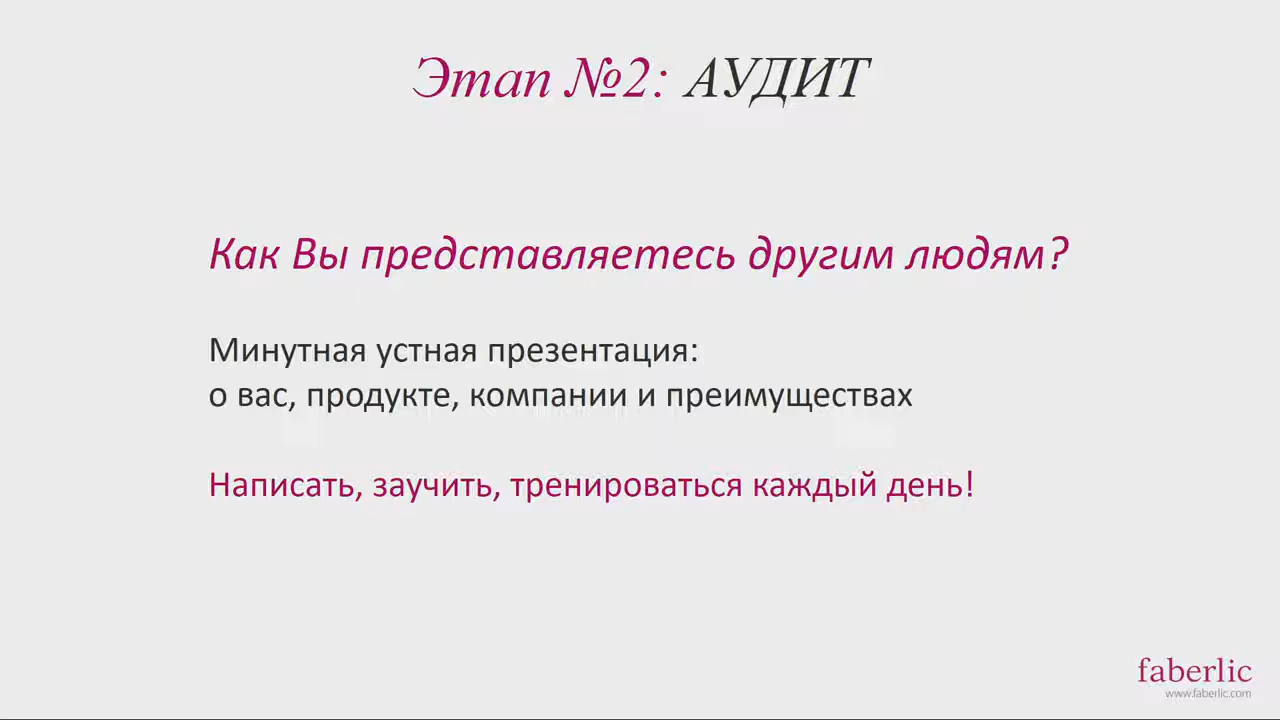 Этап №2: АУДИТ
Как Вы представляетесь другим людям?
Минутная устная презентация:
о вас, продукте, компании и преимуществах
Написать, заучить, тренироваться каждый день!
faberlic
www.faberlic.com